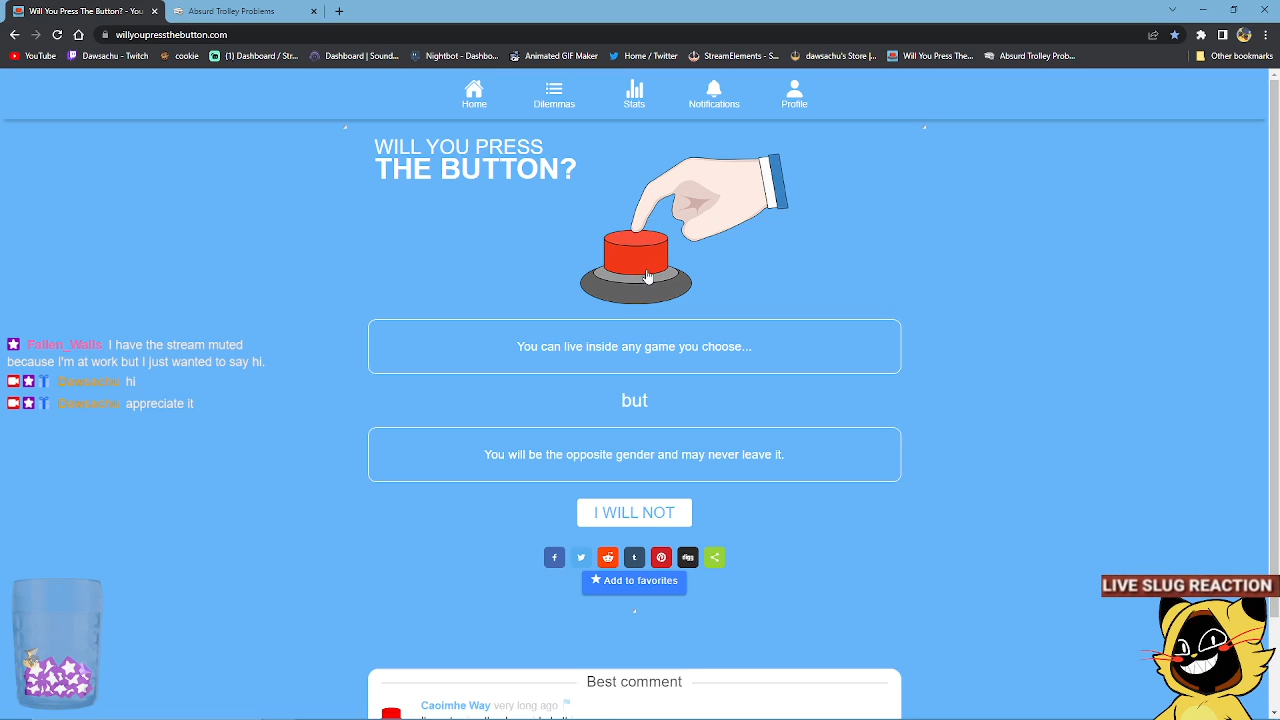 Will You Press The Button? - You
Absurd Trolley Problems
willyoupressthebutton.com
YouTube
Dawsachu - Twitch
cookie
(1) Dashboard / Str...
Dashboard | Sound...
Nightbot - Dashbo...
Animated GIF Maker
Home / Twitter
StreamElements - S...
dawsachu's Store |...
Will You Press The...
Absurd Trolley Prob...
Other bookmarks
Home
Dilemmas
Stats
Notifications
Profile
WILL YOU PRESS
THE BUTTON?
Fallen_Walls I have the stream muted
because I'm at work but I just wanted to say hi.
Dawsachu hi
Dawsachu appreciate it
You can live inside any game you choose...
but
You will be the opposite gender and may never leave it.
I WILL NOT
digg
Add to favorites
LIVE SLUG REACTION
Best comment
Caoimhe Way very long ago